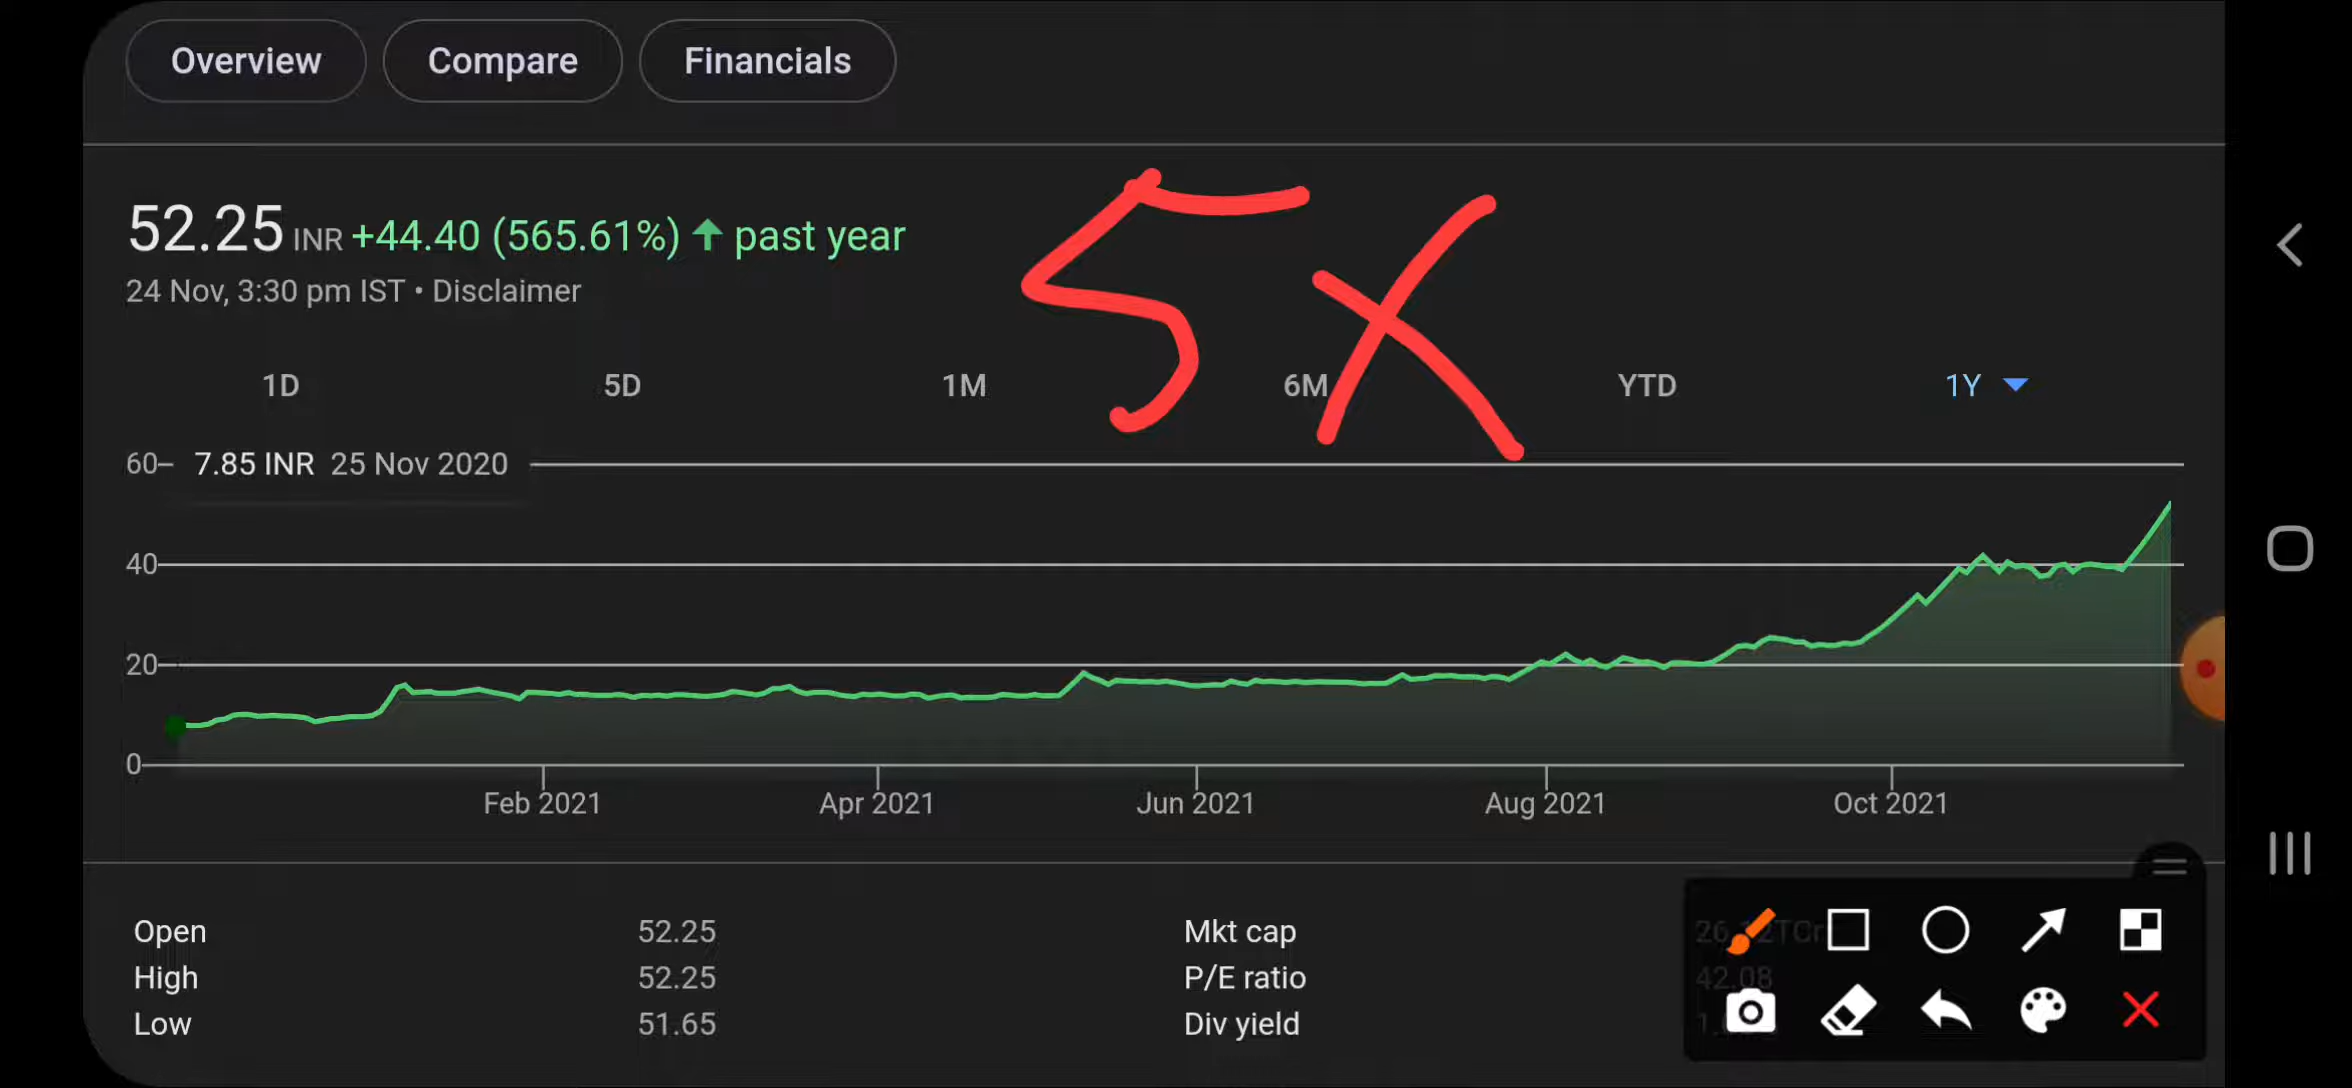 Overview Compare Financials
52.25 INR +44.40 (565.61%) ↑ past year
5X
24 Nov, 3:30 pm IST • Disclaimer
1D 5D 1M 6M YTD 1Y
60 7.85 INR 25 Nov 2020
40
20
0
Feb 2021 Apr 2021 Jun 2021 Aug 2021 Oct 2021
Open 52.25 Mkt cap
High 52.25 P/E ratio 42.08
Low 51.65 Div yield